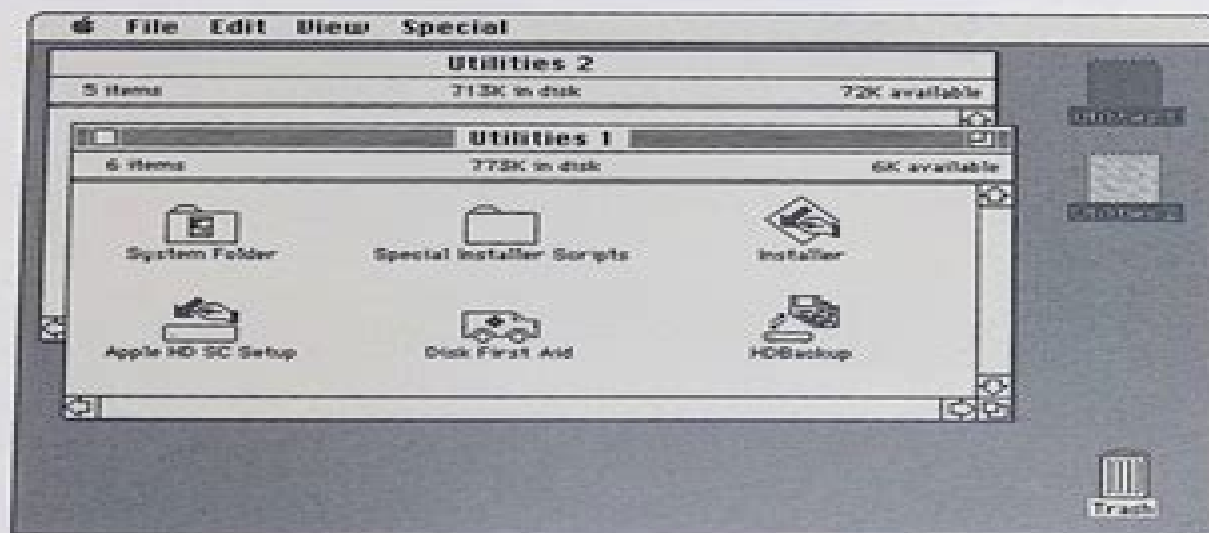 File Edit View Special
Utilities 2
5 items 713K in disk 72K available
Utilities 1
6 items 773K in disk 6K available
System Folder Special Installer Scripts Installer
Apple HD SC Setup Disk First Aid HDBackup
Trash